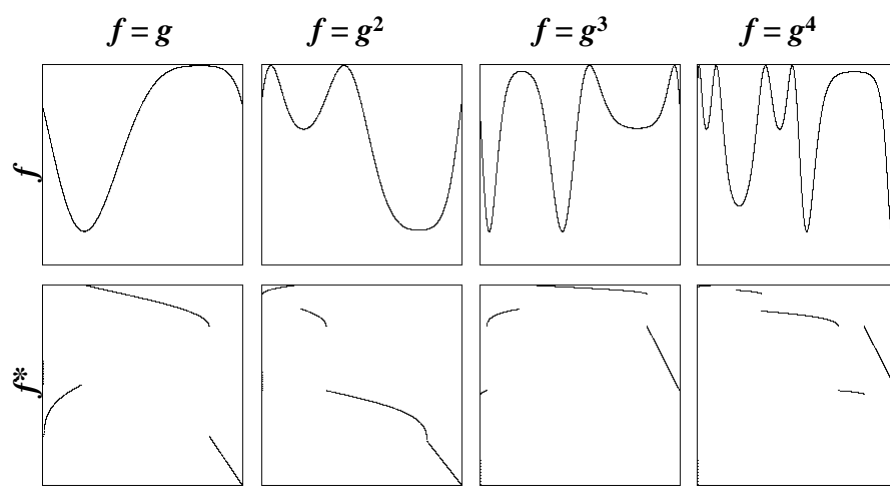 f = g f = g² f = g³ f = g⁴
f
f*